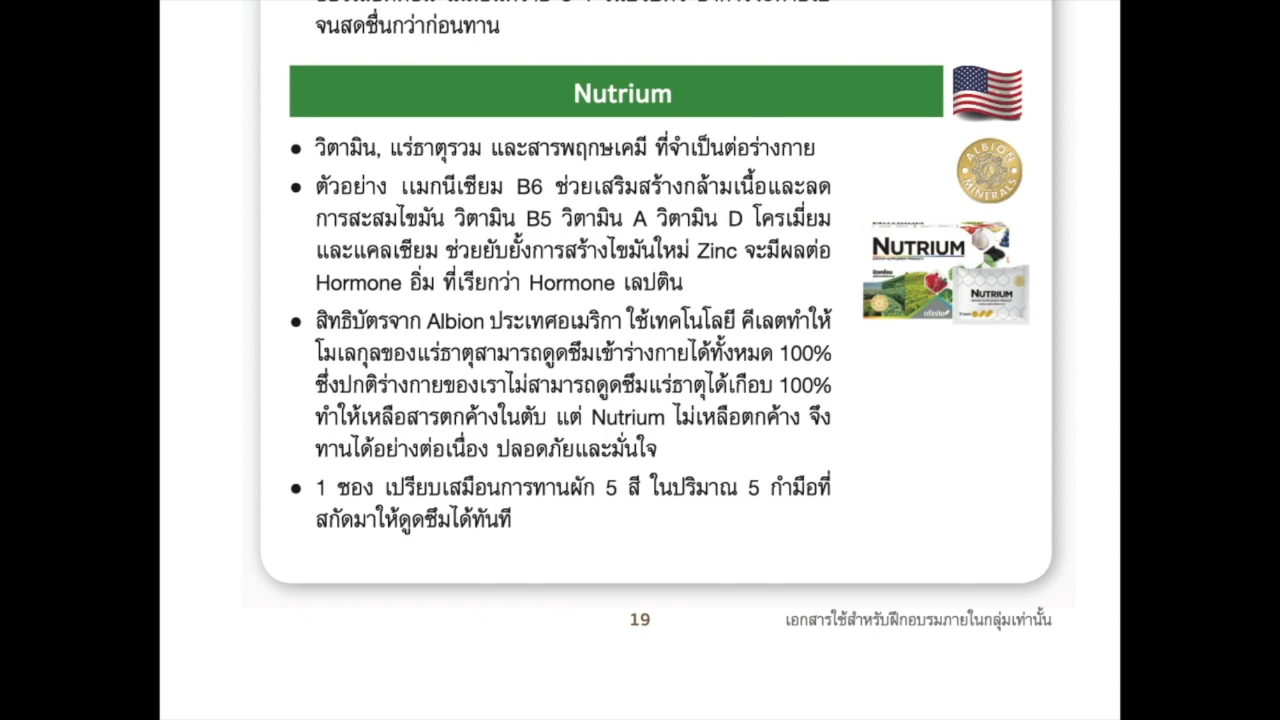 จนสดชื่นกว่าก่อนทาน
Nutrium
● วิตามิน, แร่ธาตุรวม และสารพฤกษเคมี ที่จำเป็นต่อร่างกาย
● ตัวอย่าง แมกนีเซียม B6 ช่วยเสริมสร้างกล้ามเนื้อและลด
การสะสมไขมัน วิตามิน B5 วิตามิน A วิตามิน D โครเมี่ยม
และแคลเซียม ช่วยยับยั้งการสร้างไขมันใหม่ Zinc จะมีผลต่อ
Hormone อิ่ม ที่เรียกว่า Hormone เลปติน
● สิทธิบัตรจาก Albion ประเทศอเมริกา ใช้เทคโนโลยี คีเลตทำให้
โมเลกุลของแร่ธาตุสามารถดูดซึมเข้าร่างกายได้ทั้งหมด 100%
ซึ่งปกติร่างกายของเราไม่สามารถดูดซึมแร่ธาตุได้เกือบ 100%
ทำให้เหลือสารตกค้างในตับ แต่ Nutrium ไม่เหลือตกค้าง จึง
ทานได้อย่างต่อเนื่อง ปลอดภัยและมั่นใจ
● 1 ซอง เปรียบเสมือนการทานผัก 5 สี ในปริมาณ 5 กำมือที่
สกัดมาให้ดูดซึมได้ทันที
ALBION
MINERALS
NUTRIUM
NUTRIUM
nfinite
19
เอกสารใช้สำหรับฝึกอบรมภายในกลุ่มเท่านั้น